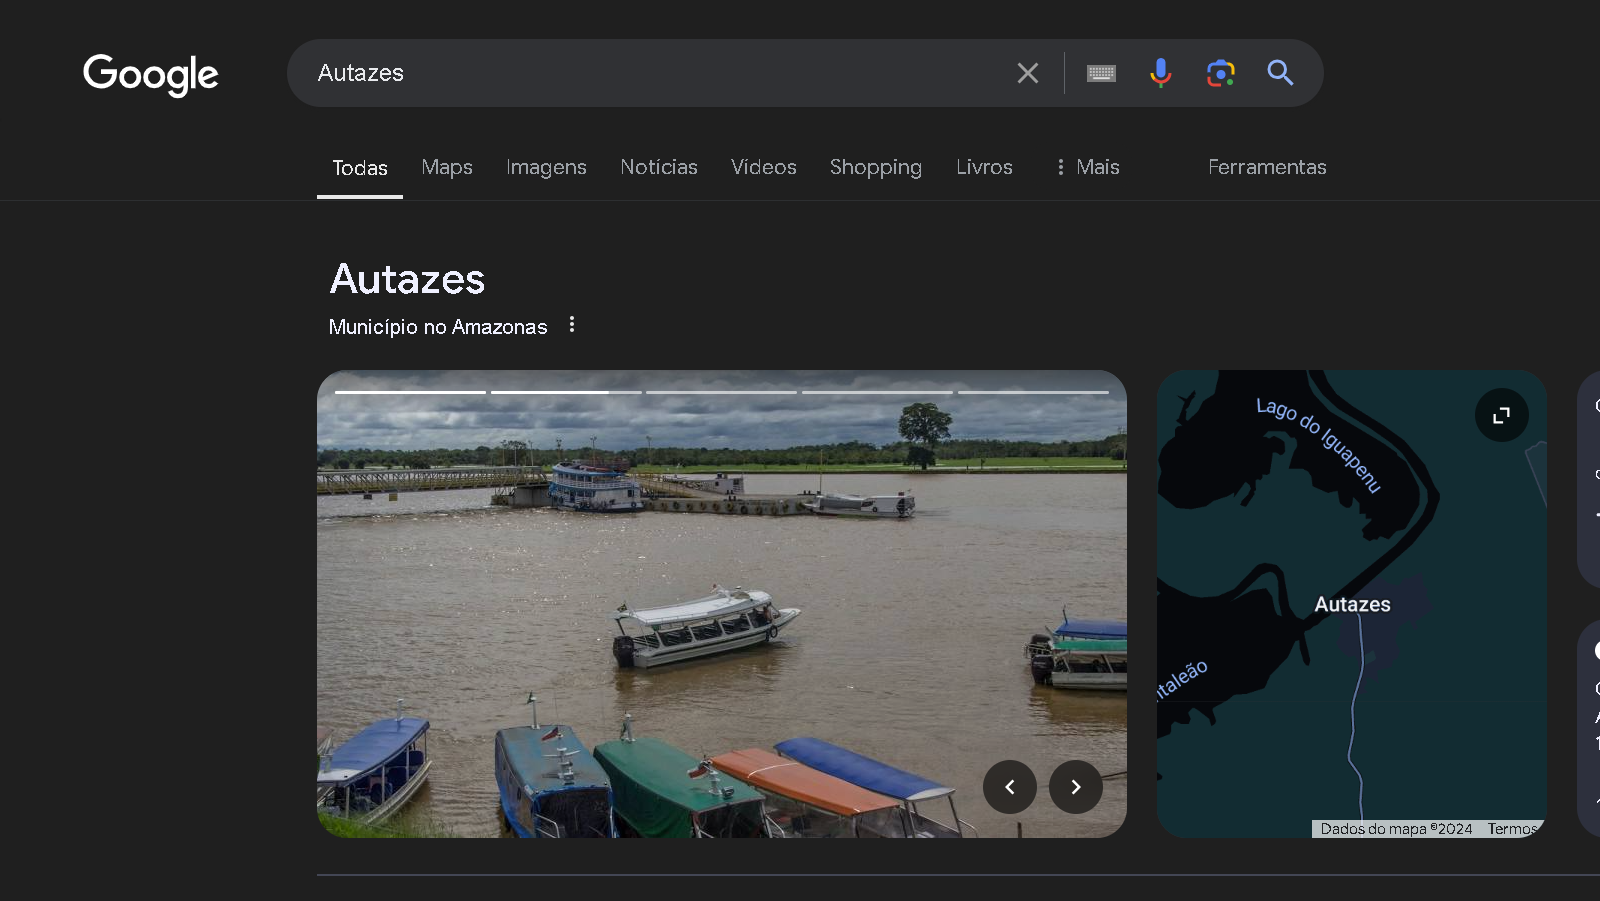 Google
Autazes
Todas Maps Imagens Notícias Vídeos Shopping Livros Mais Ferramentas
Autazes
Município no Amazonas
Lago do Iguapenu
Autazes
taleão
Dados do mapa ©2024 Termos